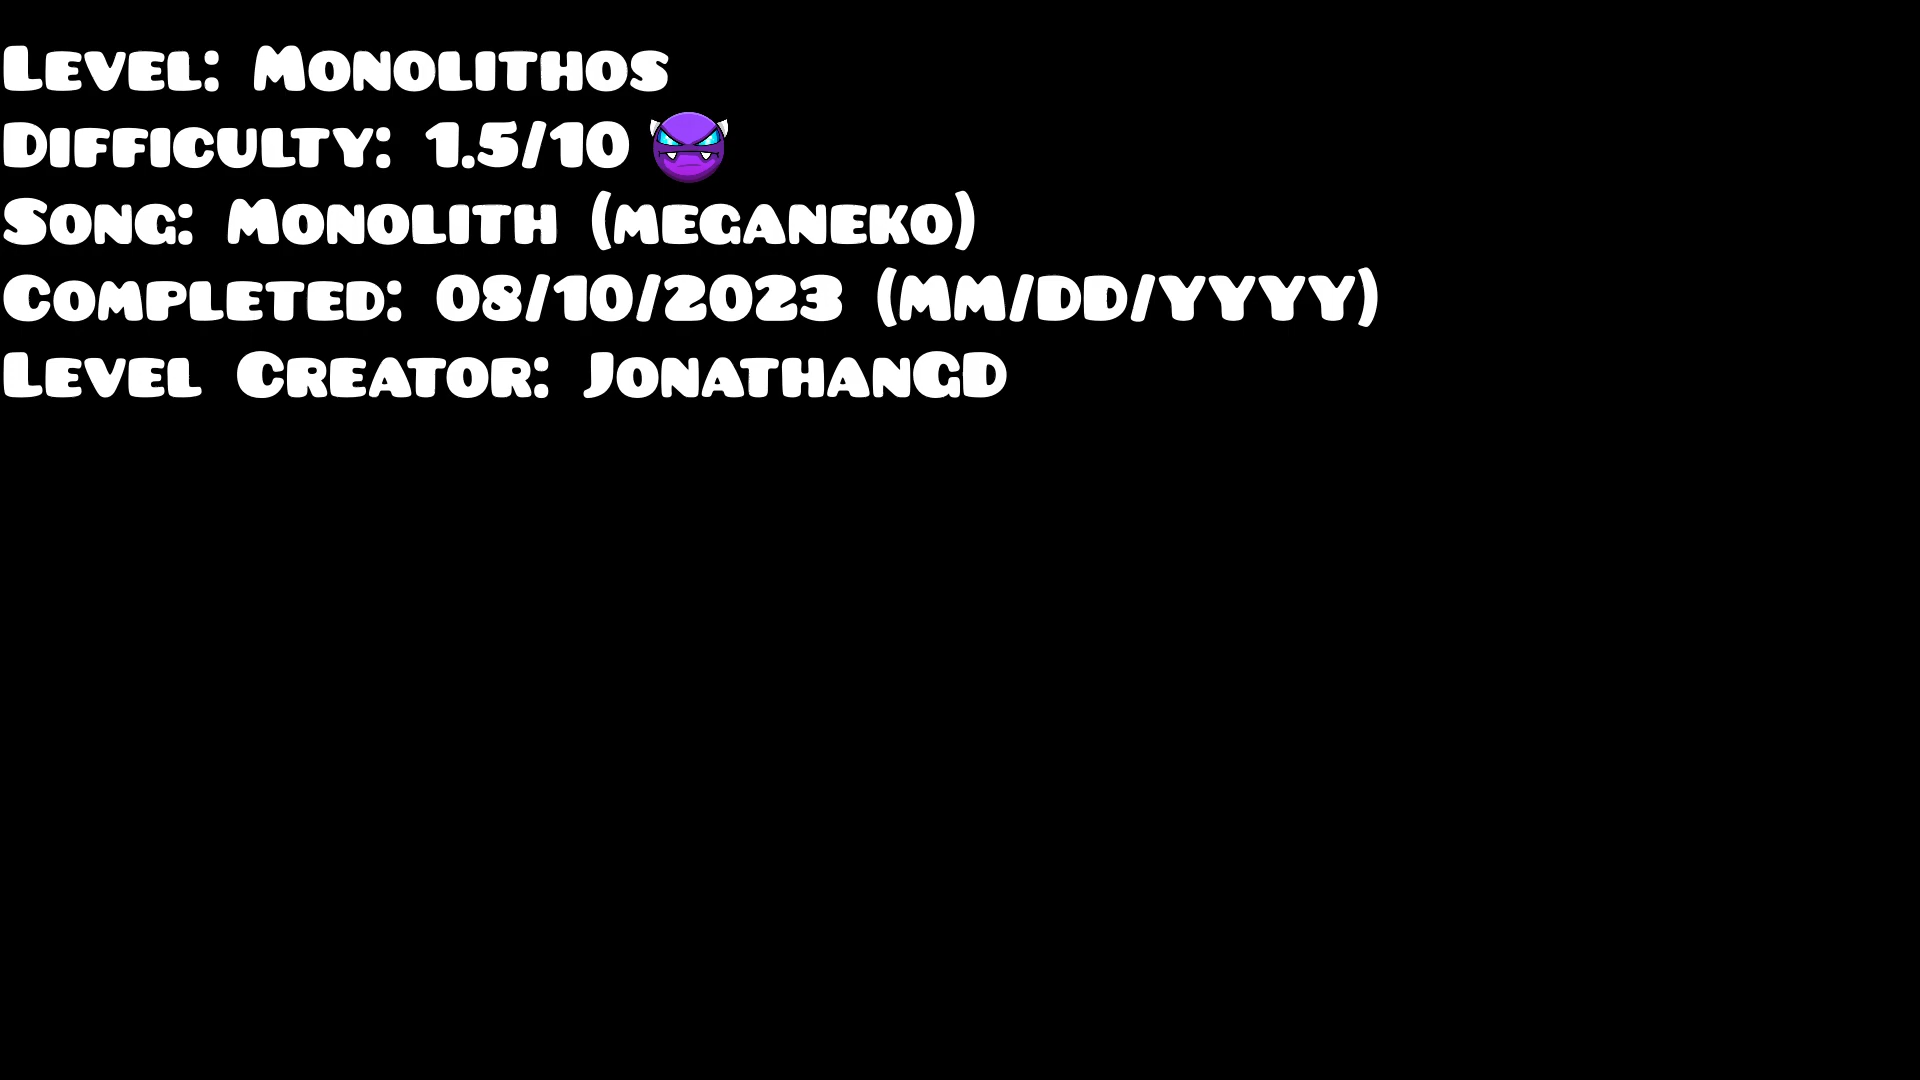 Level: Monolithos
Difficulty: 1.5/10
Song: Monolith (meganeko)
Completed: 08/10/2023 (MM/DD/YYYY)
Level Creator: JonathanGD